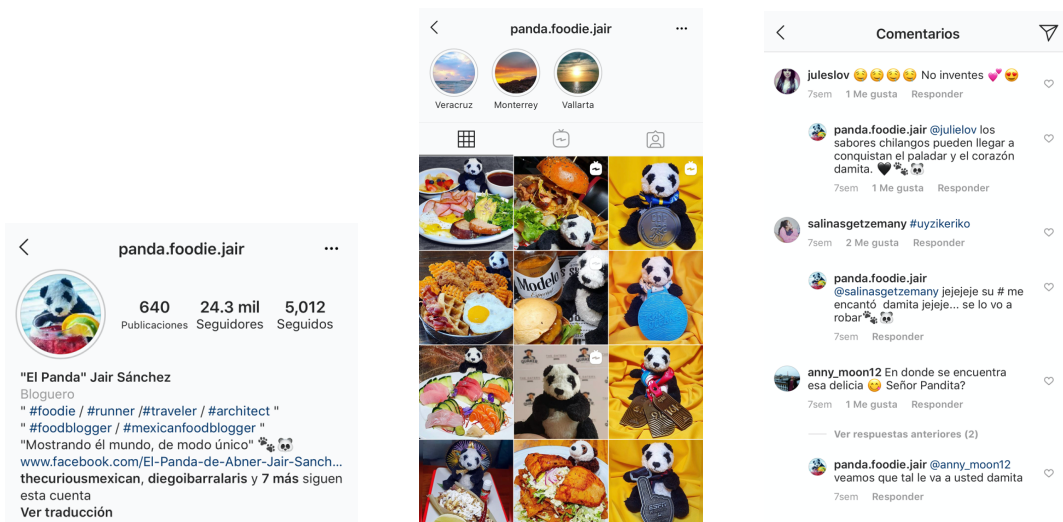 panda.foodie.jair
640
24.3 mil
5,012
Publicaciones
Seguidores
Seguidos
"El Panda" Jair Sánchez
Bloguero
" #foodie / #runner /#traveler / #architect "
" #foodblogger / #mexicanfoodblogger "
"Mostrando él mundo, de modo único" 🐾🐼
www.facebook.com/El-Panda-de-Abner-Jair-Sanch...
thecuriousmexican, diegoibarralaris y 7 más siguen
esta cuenta
Ver traducción
panda.foodie.jair
Veracruz
Monterrey
Vallarta
Modelo
Comentarios
juleslov 🤤🤤🤤🤤 No inventes 💕😍
7sem 1 Me gusta Responder
panda.foodie.jair @julielov los
sabores chilangos pueden llegar a
conquistan el paladar y el corazón
damita. 🖤🐾🐼
7sem 1 Me gusta Responder
salinasgetzemany #uyzikeriko
7sem 2 Me gusta Responder
panda.foodie.jair
@salinasgetzemany jejejeje su # me
encantó damita jejeje... se lo vo a
robar🐾🐼
7sem Responder
anny_moon12 En donde se encuentra
esa delicia 😋 Señor Pandita?
7sem 1 Me gusta Responder
Ver respuestas anteriores (2)
panda.foodie.jair @anny_moon12
veamos que tal le va a usted damita
7sem Responder